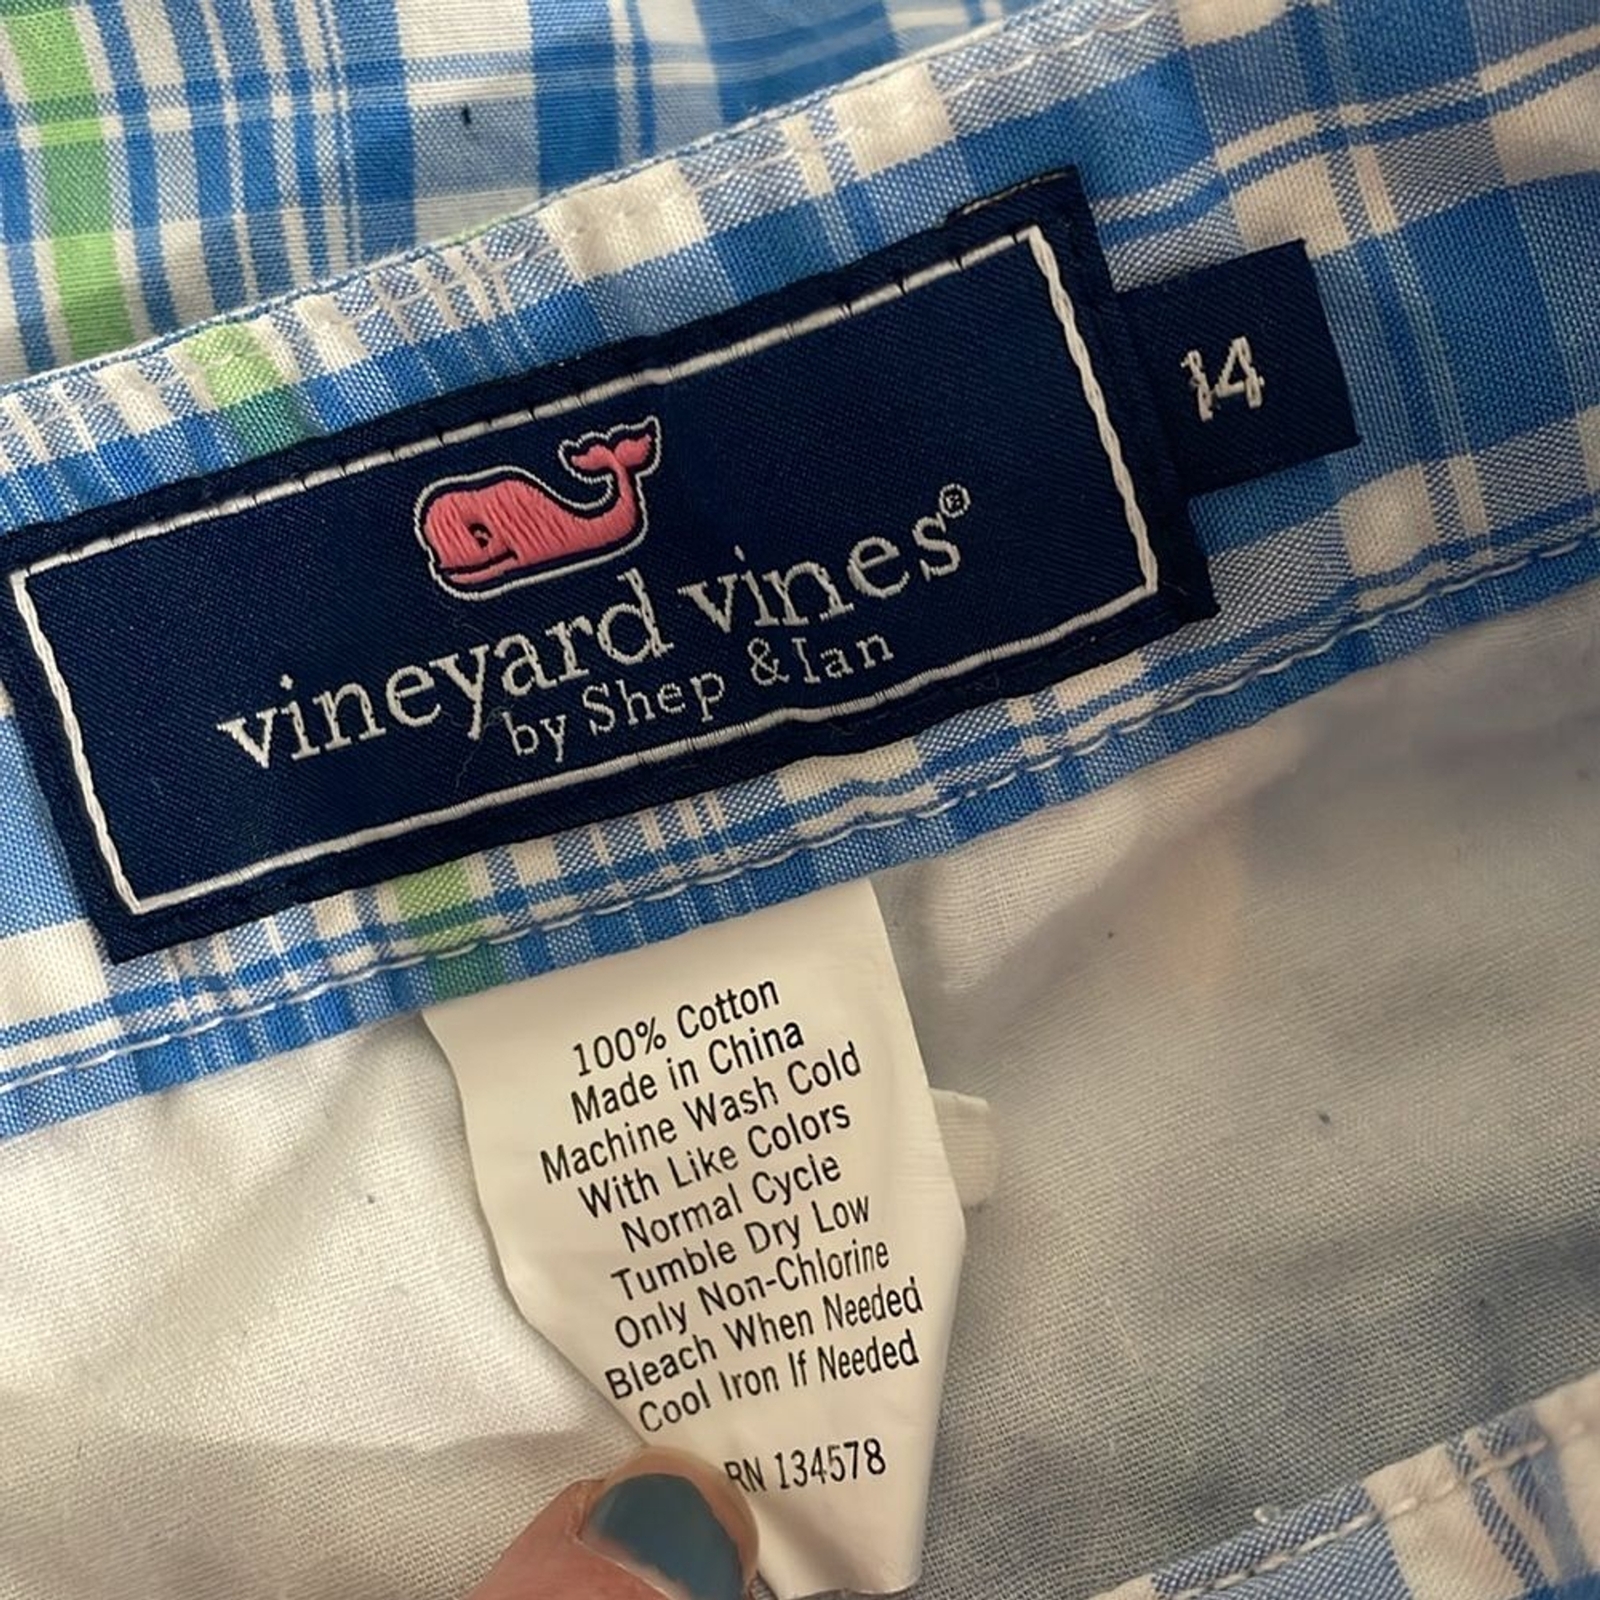 vineyard vines®
by Shep & Ian
14
100% Cotton
Made in China
Machine Wash Cold
With Like Colors
Normal Cycle
Tumble Dry Low
Only Non-Chlorine
Bleach When Needed
Cool Iron If Needed
RN 134578